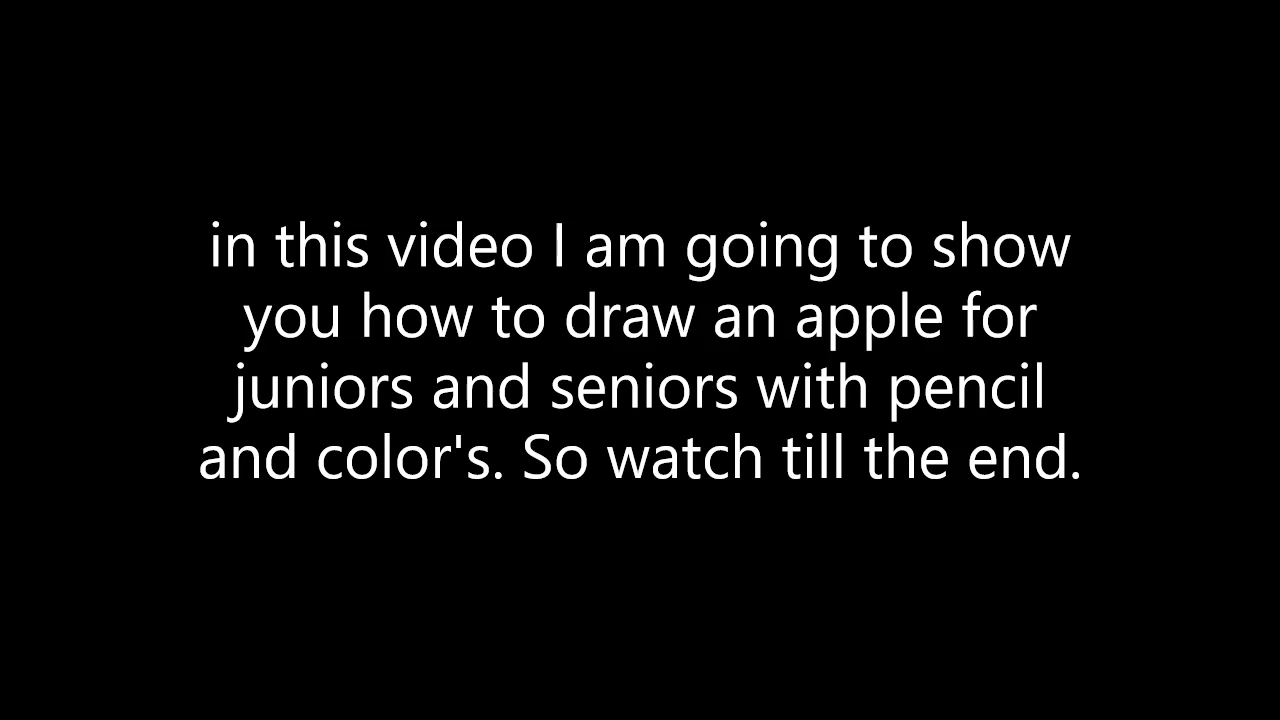 in this video I am going to show
you how to draw an apple for
juniors and seniors with pencil
and color's. So watch till the end.